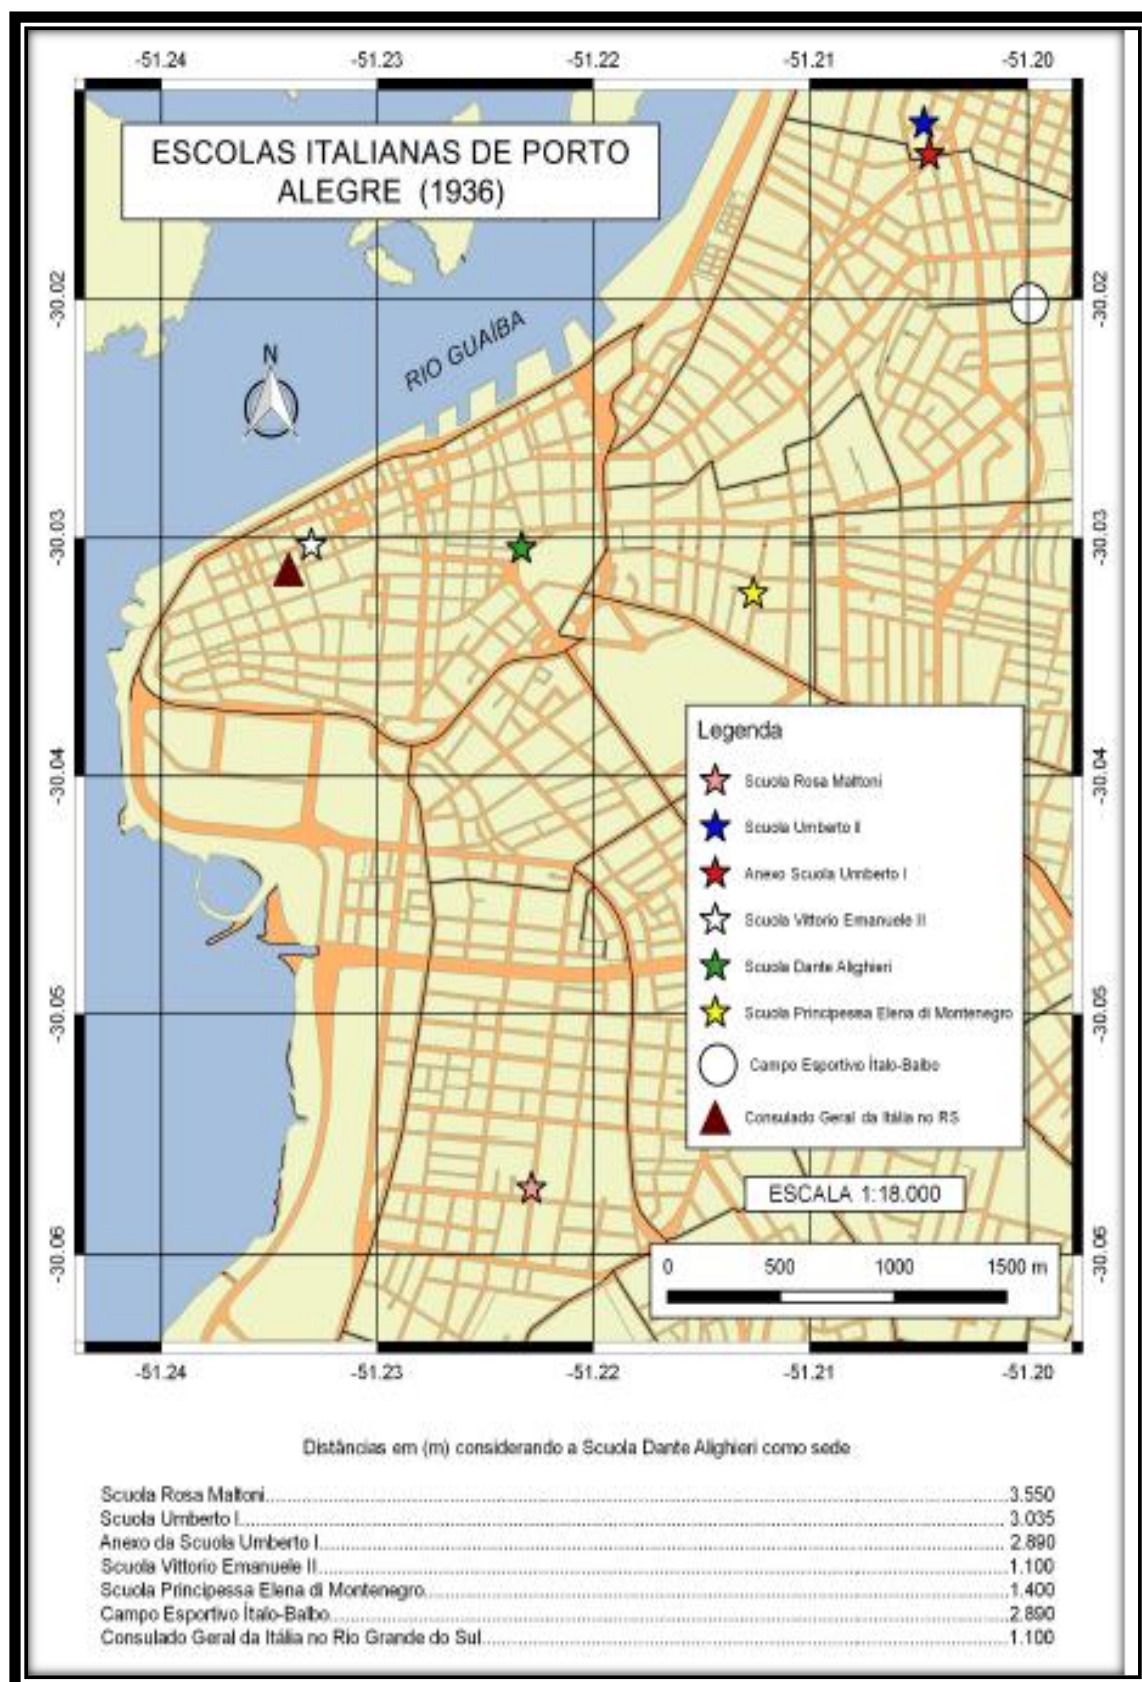 -51.24 -51.23 -51.22 -51.21 -51.20
ESCOLAS ITALIANAS DE PORTO
ALEGRE (1936)
-30.02 -30.02
RIO GUAÍBA
N
-30.03 -30.03
Legenda
-30.04 -30.04
Scuola Rosa Maltoni
Scuola Umberto II
Anexo Scuola Umberto I
Scuola Vittorio Emanuele II
Scuola Dante Alighieri
-30.05 -30.05
Scuola Principessa Elena di Montenegro
Campo Esportivo Ítalo-Balbo
Consulado Geral da Itália no RS
ESCALA 1:18.000
-30.06 -30.06
0 500 1000 1500 m
-51.24 -51.23 -51.22 -51.21 -51.20
Distâncias em (m) considerando a Scuola Dante Alighieri como sede
Scuola Rosa Maltoni........3.550
Scuola Umberto I........3.035
Anexo da Scuola Umberto I........2.890
Scuola Vittorio Emanuele II........1.100
Scuola Principessa Elena di Montenegro........1.400
Campo Esportivo Ítalo-Balbo........2.890
Consulado Geral da Itália no Rio Grande do Sul........1.100